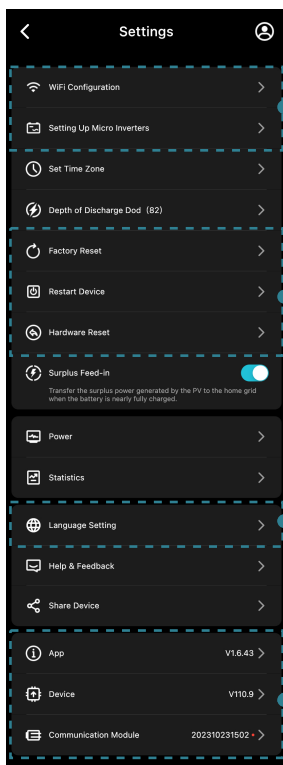 Settings
WiFi Configuration
Setting Up Micro Inverters
Set Time Zone
Depth of Discharge Dod (82)
Factory Reset
Restart Device
Hardware Reset
Surplus Feed-in
Transfer the surplus power generated by the PV to the home grid
when the battery is nearly fully charged.
Power
Statistics
Language Setting
Help & Feedback
Share Device
App V1.6.43
Device V110.9
Communication Module 202310231502